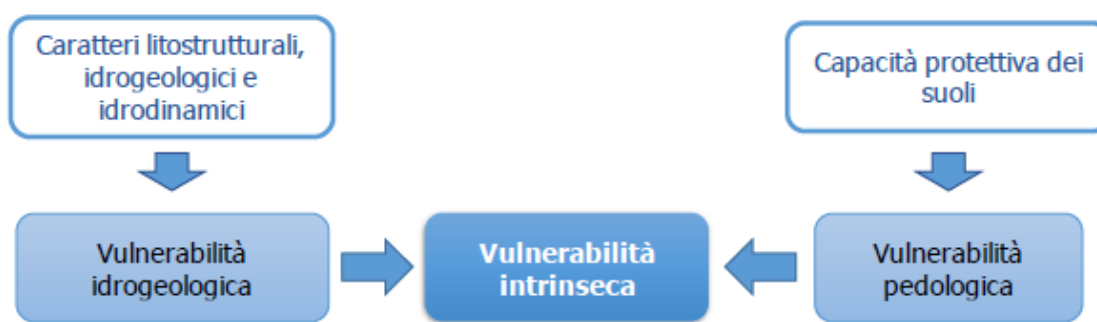 Caratteri litostrutturali,
idrogeologici e
idrodinamici
Capacità protettiva dei
suoli
Vulnerabilità
idrogeologica
Vulnerabilità
intrinseca
Vulnerabilità
pedologica